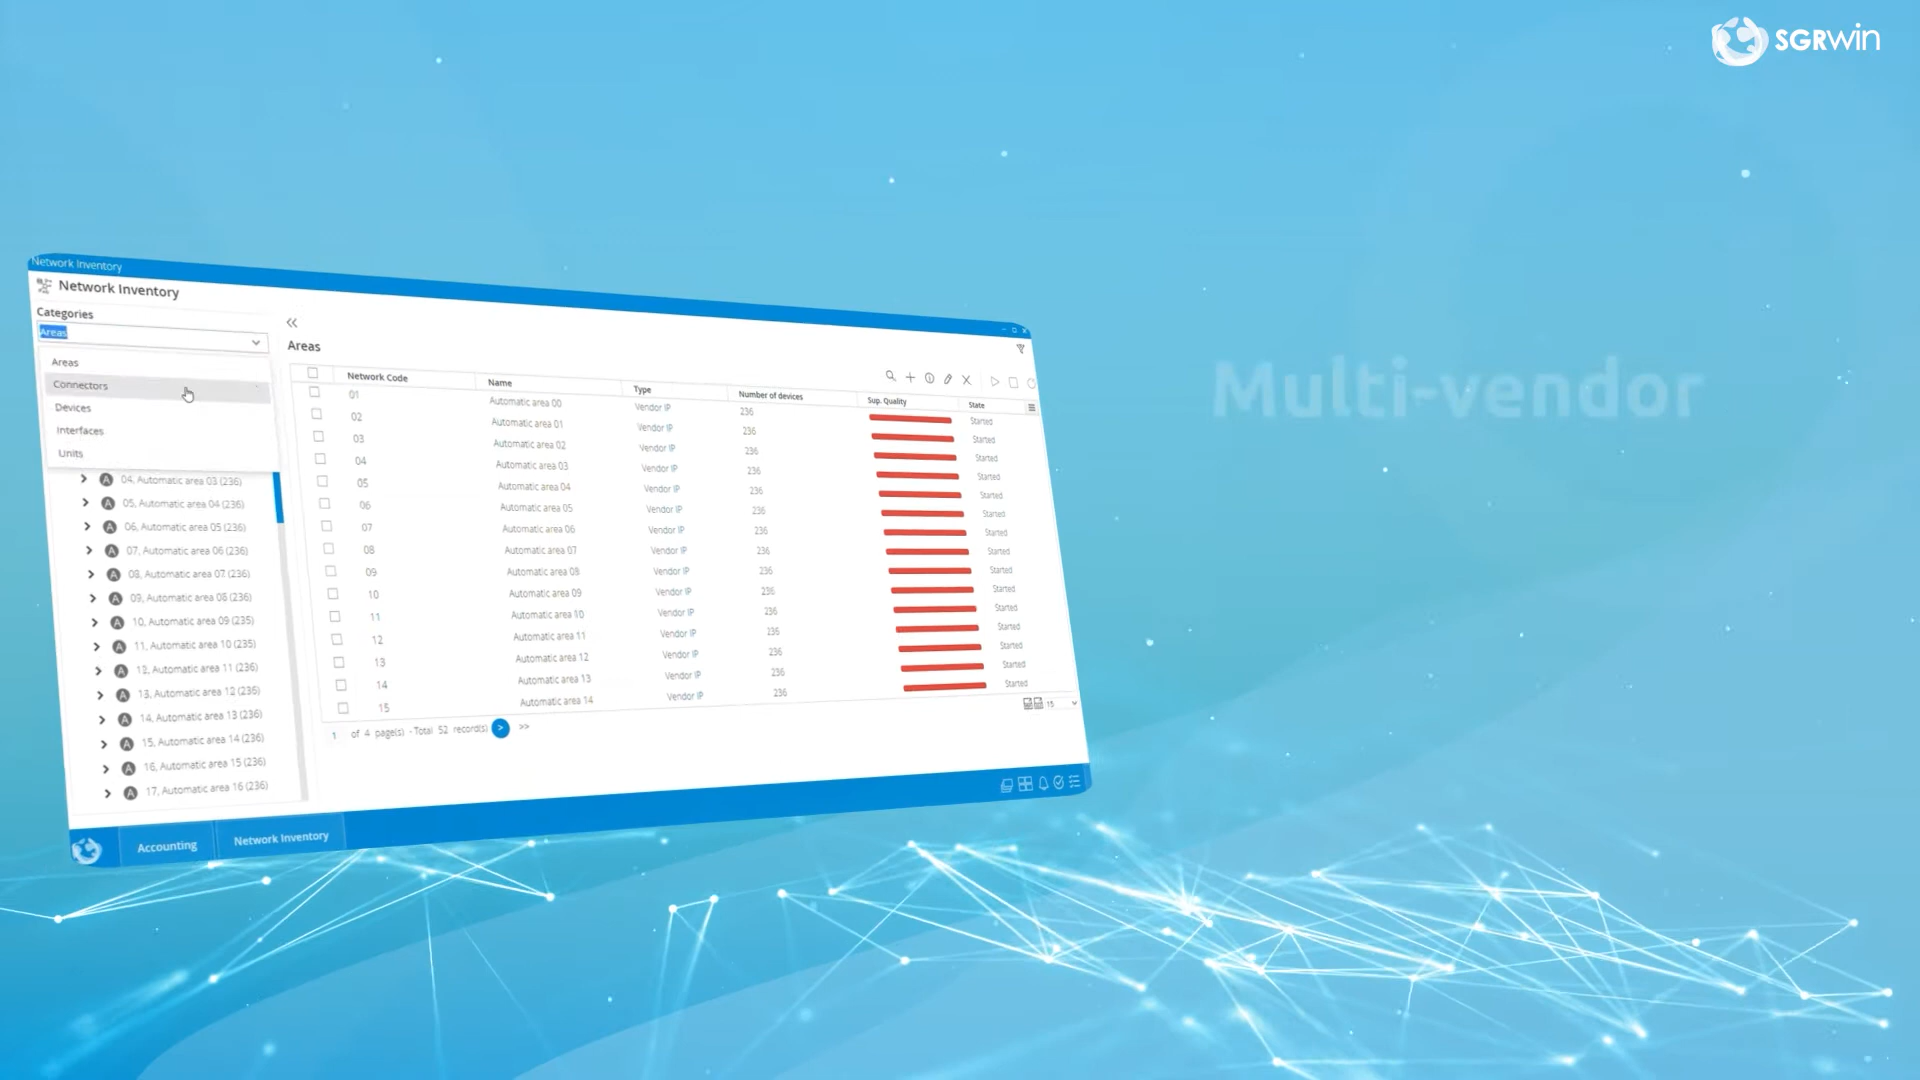 SGRwin
Multi-vendor
Network Inventory
Network Inventory
Categories
Areas
Areas
Connectors
Devices
Interfaces
Units
04, Automatic area 03 (236)
05, Automatic area 04 (236)
06, Automatic area 05 (236)
07, Automatic area 06 (236)
08, Automatic area 07 (236)
09, Automatic area 08 (236)
10, Automatic area 09 (235)
11, Automatic area 10 (235)
12, Automatic area 11 (236)
13, Automatic area 12 (236)
14, Automatic area 13 (236)
15, Automatic area 14 (236)
16, Automatic area 15 (236)
17, Automatic area 16 (236)
Areas
Network Code Name Type Number of devices Sup. Quality State
01 Automatic area 00 Vendor IP 236 Started
02 Automatic area 01 Vendor IP 236 Started
03 Automatic area 02 Vendor IP 236 Started
04 Automatic area 03 Vendor IP 236 Started
05 Automatic area 04 Vendor IP 236 Started
06 Automatic area 05 Vendor IP 236 Started
07 Automatic area 06 Vendor IP 236 Started
08 Automatic area 07 Vendor IP 236 Started
09 Automatic area 08 Vendor IP 236 Started
10 Automatic area 09 Vendor IP 236 Started
11 Automatic area 10 Vendor IP 236 Started
12 Automatic area 11 Vendor IP 235 Started
13 Automatic area 12 Vendor IP 236 Started
14 Automatic area 13 Vendor IP 236 Started
15 Automatic area 14 Vendor IP 236 Started
1 of 4 page(s) - Total 52 record(s) > >> 15
Accounting Network Inventory